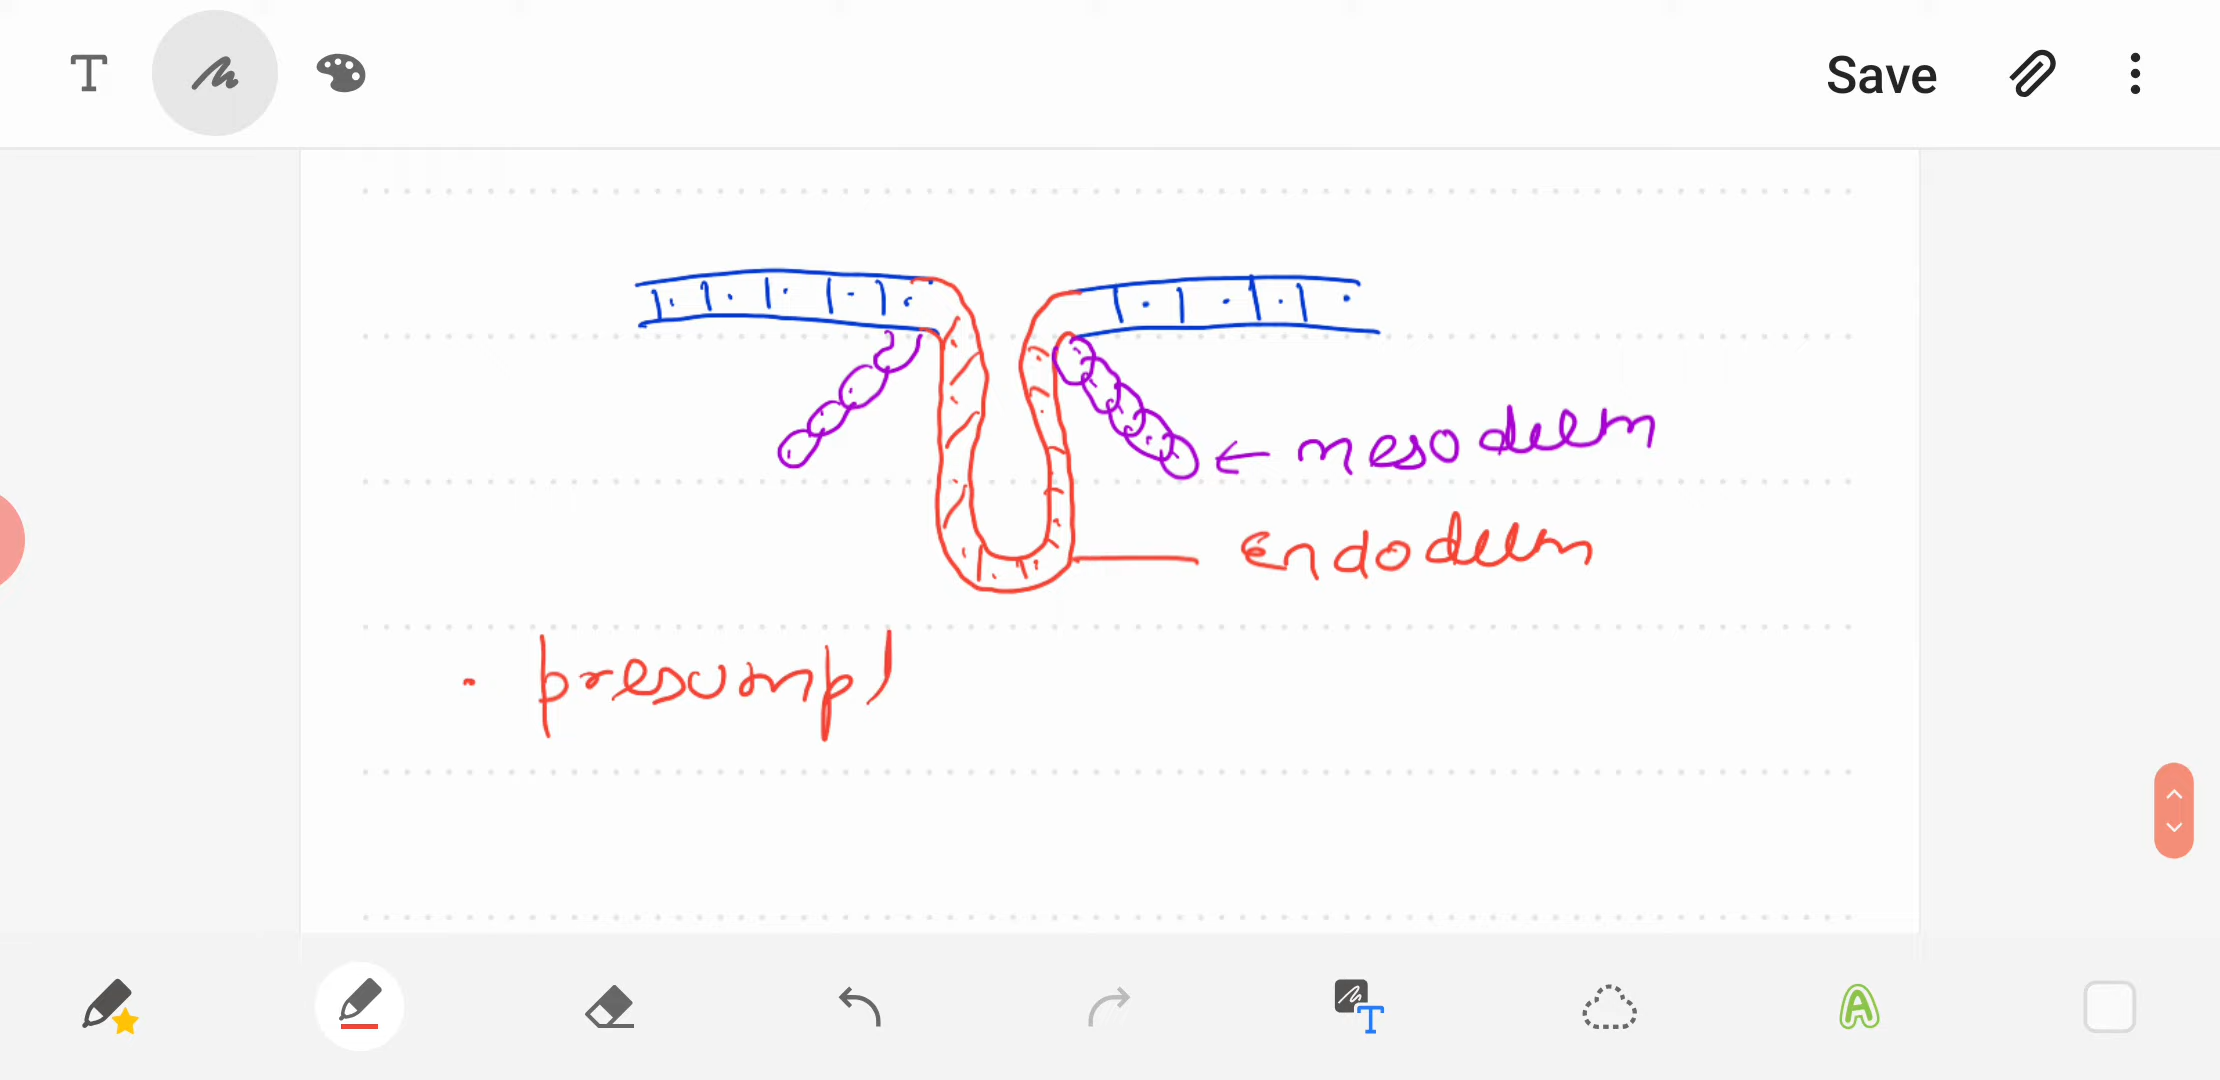 Save
← mesoderm
Endoderm
. presumpt